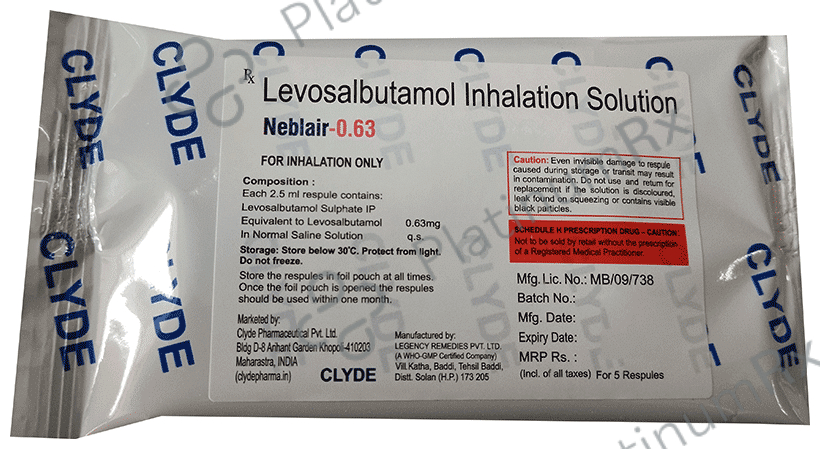 Rx
Levosalbutamol Inhalation Solution
Neblair-0.63
FOR INHALATION ONLY
Composition :
Each 2.5 ml respule contains:
Levosalbutamol Sulphate IP
Equivalent to Levosalbutamol 0.63mg
In Normal Saline Solution q.s.
Storage: Store below 30°C. Protect from light.
Do not freeze.
Store the respules in foil pouch at all times.
Once the foil pouch is opened the respules
should be used within one month.
Marketed by:
Clyde Pharmaceutical Pvt. Ltd.
Bldg D-8 Arihant Garden Khopoli-410203
Maharastra, INDIA
(clydepharma.in)
CLYDE
Manufactured by:
LEGENCY REMEDIES PVT. LTD.
(A WHO-GMP Certified Company)
Vill.Katha, Baddi, Tehsil Baddi,
Distt. Solan (H.P.) 173 205
Caution: Even invisible damage to respule
caused during storage or transit may result
in contamination. Do not use and return for
replacement if the solution is discoloured,
leak found on squeezing or contains visible
black particles.
SCHEDULE H PRESCRIPTION DRUG – CAUTION:
Not to be sold by retail without the prescription
of a Registered Medical Practitioner.
Mfg. Lic. No.: MB/09/738
Batch No.:
Mfg. Date:
Expiry Date:
MRP Rs. :
(Incl. of all taxes) For 5 Respules
CLYDE
CLYDE
CLYDE
CLYDE
CLYDE
CLYDE
PlatinumRx
PlatinumRx